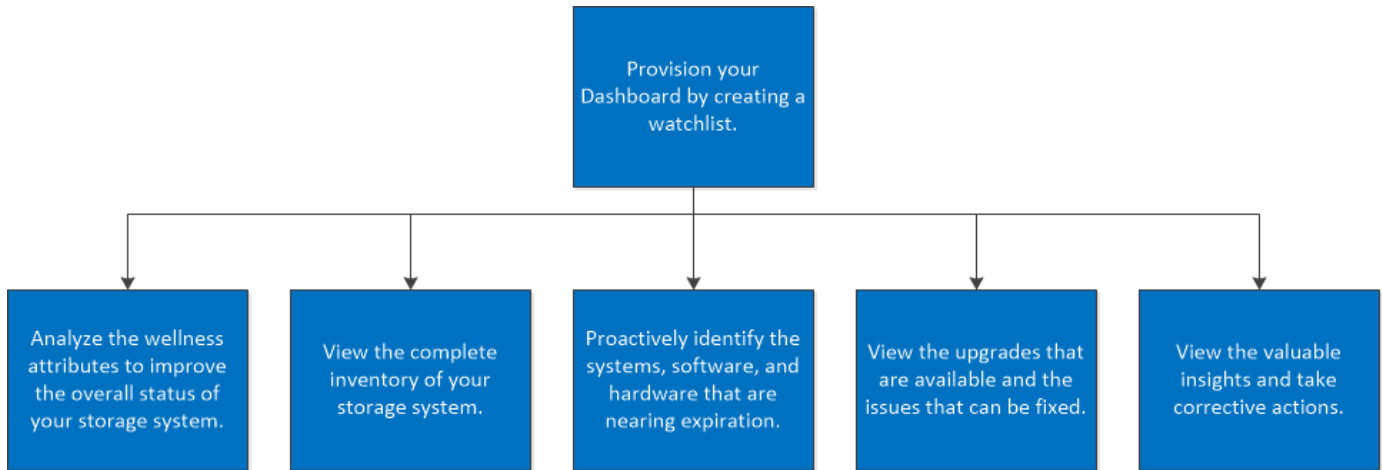 Provision your
Dashboard by creating a
watchlist.
Analyze the wellness
attributes to improve
the overall status of
your storage system.
View the complete
inventory of your
storage system.
Proactively identify the
systems, software, and
hardware that are
nearing expiration.
View the upgrades that
are available and the
issues that can be fixed.
View the valuable
insights and take
corrective actions.